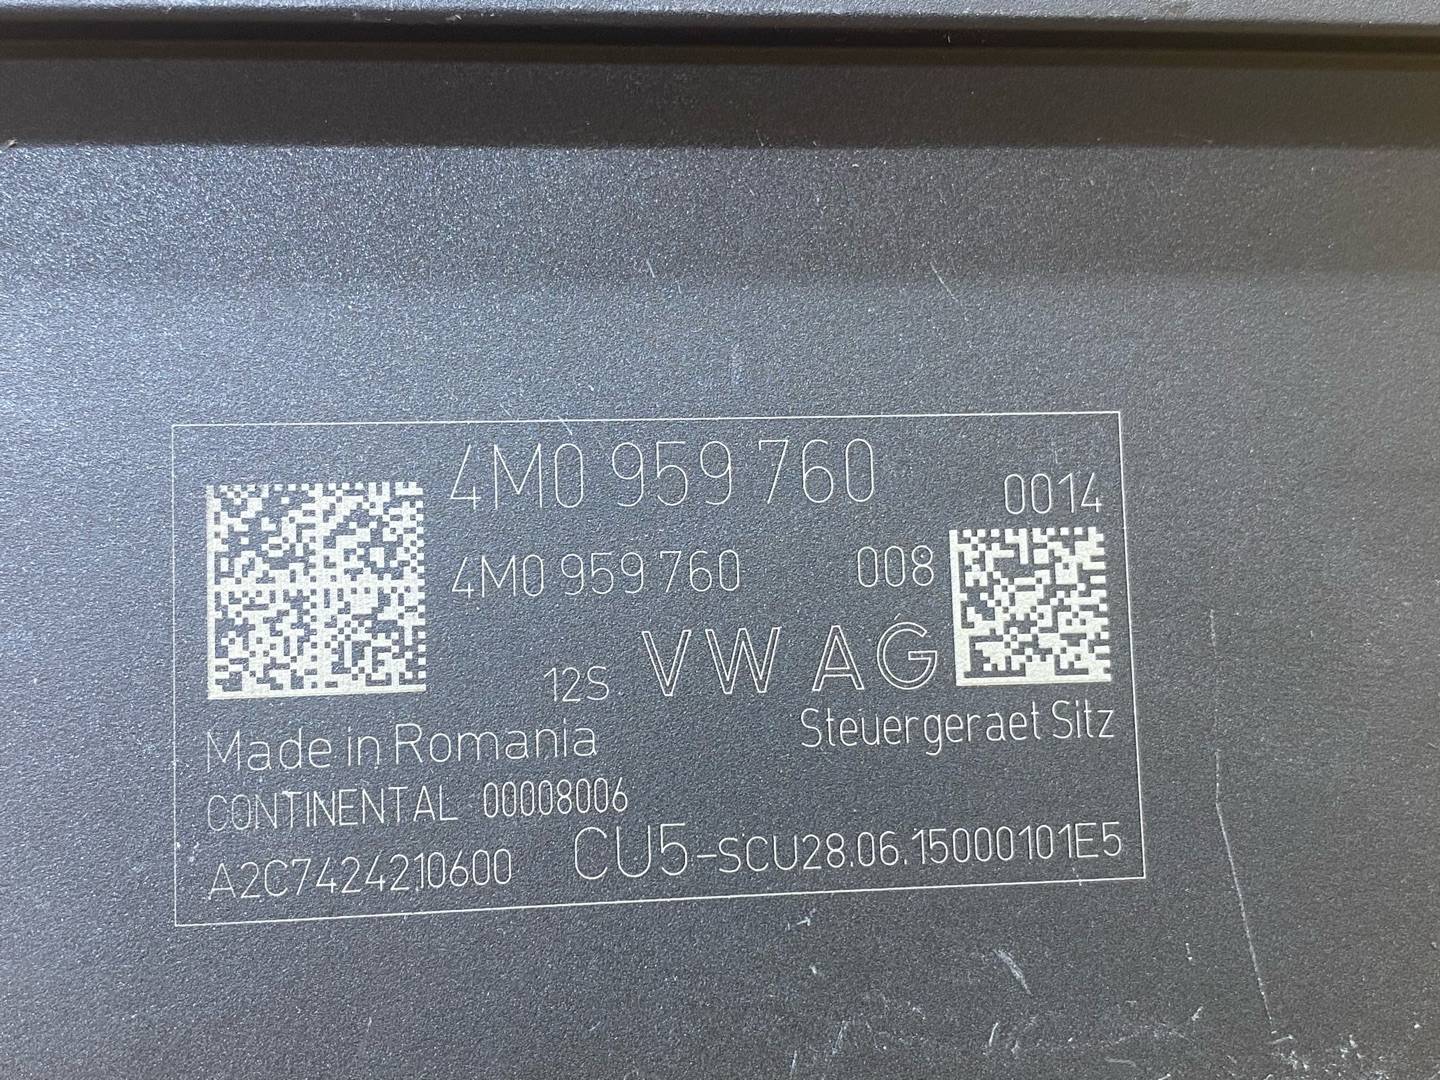 4M0 959 760
0014
4M0 959 760 008
12S VW AG
Steuergeraet Sitz
Made in Romania
CONTINENTAL 00008006
A2C7424210600 CU5-SCU28.06.15000101E5